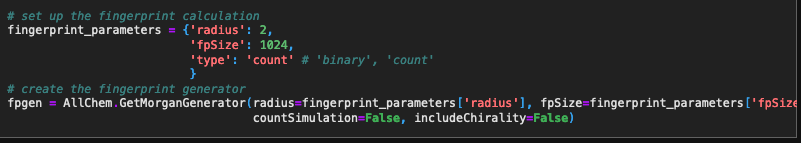 # set up the fingerprint calculation
fingerprint_parameters = {'radius': 2,
'fpSize': 1024,
'type': 'count' # 'binary', 'count'
}
# create the fingerprint generator
fpgen = AllChem.GetMorganGenerator(radius=fingerprint_parameters['radius'], fpSize=fingerprint_parameters['fpSize
countSimulation=False, includeChirality=False)